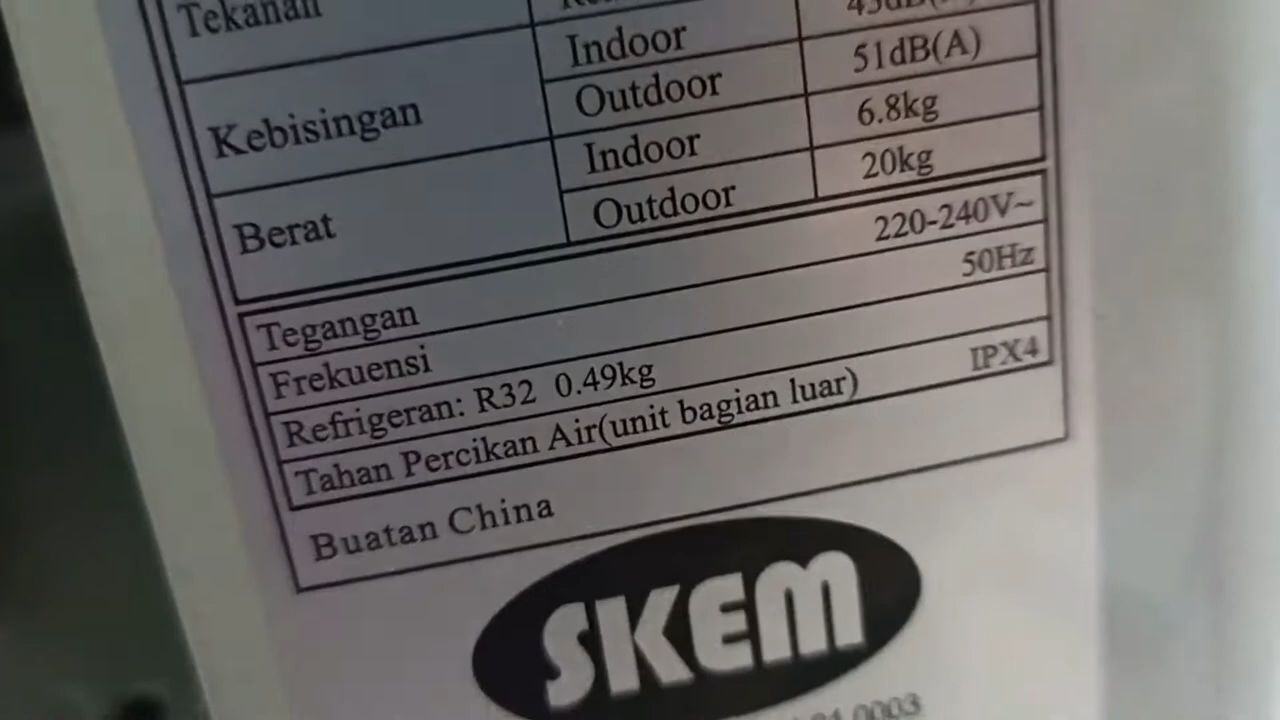 Tekanan
Kebisingan Indoor
Outdoor 51dB(A)
Berat Indoor 6.8kg
Outdoor 20kg
Tegangan 220-240V~
Frekuensi 50Hz
Refrigeran: R32 0.49kg
Tahan Percikan Air(unit bagian luar) IPX4
Buatan China
SKEM